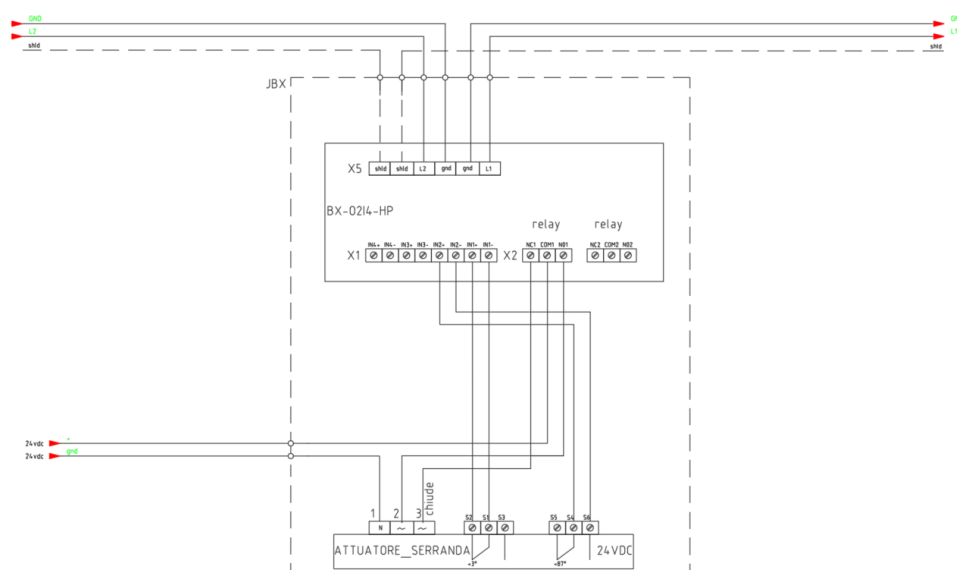 GND
L2
L1
shld
shld
JBX
X5 shld shld L2 gnd gnd L1
BX-02I4-HP
relay relay
IN4+ IN4- IN3+ IN3- IN2+ IN2- IN1+ IN1- NC1 COM1 NO1 NC2 COM2 NO2
X1 X2
24vdc
24vdc gnd
chiude
1 2 3
S2 S1 S3 S5 S4 S6
N ~ ~
ATTUATORE_SERRANDA 24VDC
+3° +87°